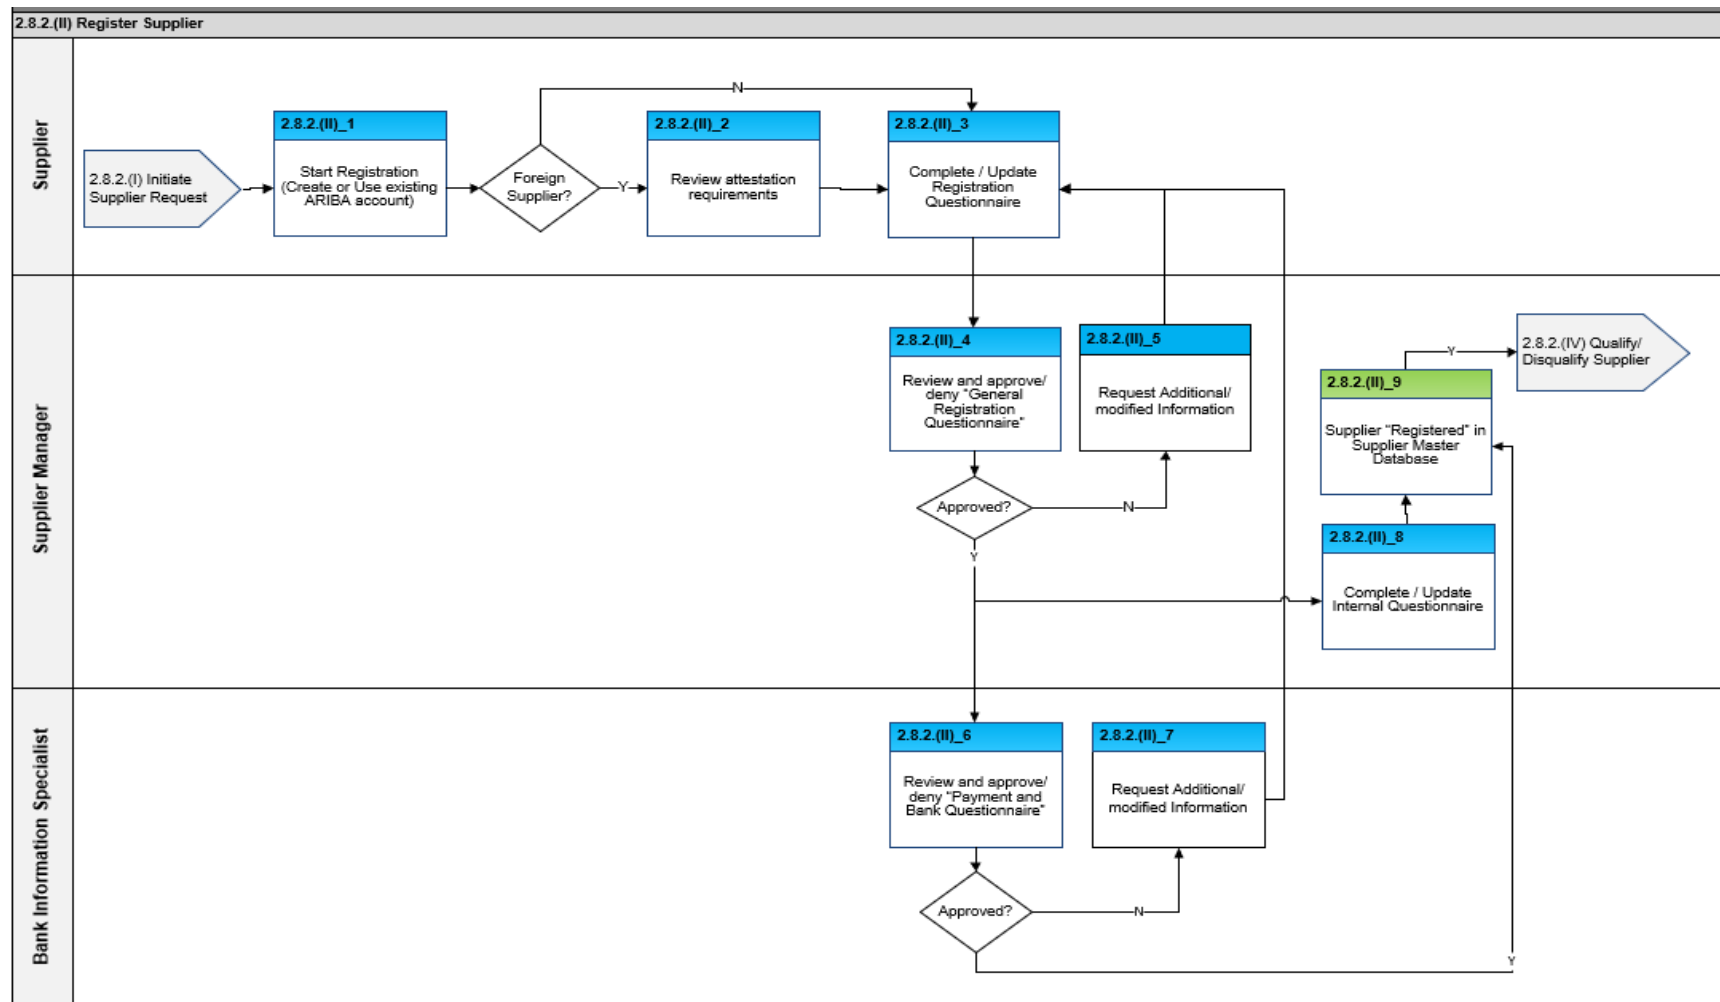 2.8.2.(II) Register Supplier
Supplier
2.8.2.(I) Initiate
Supplier Request
2.8.2.(II)_1
Start Registration
(Create or Use existing
ARIBA account)
Foreign
Supplier?
N
Y
2.8.2.(II)_2
Review attestation
requirements
2.8.2.(II)_3
Complete / Update
Registration
Questionnaire
Supplier Manager
2.8.2.(II)_4
Review and approve/
deny "General
Registration
Questionnaire"
Approved?
N
Y
2.8.2.(II)_5
Request Additional/
modified Information
2.8.2.(II)_9
Supplier "Registered" in
Supplier Master
Database
Y
2.8.2.(IV) Qualify/
Disqualify Supplier
2.8.2.(II)_8
Complete / Update
Internal Questionnaire
Bank Information Specialist
2.8.2.(II)_6
Review and approve/
deny "Payment and
Bank Questionnaire"
Approved?
N
Y
2.8.2.(II)_7
Request Additional/
modified Information